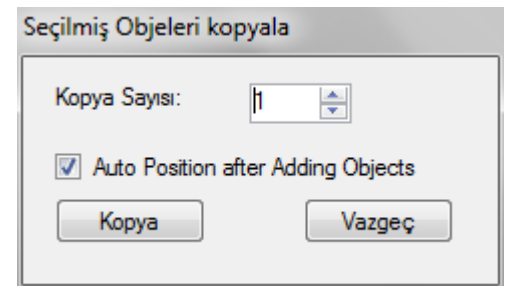 Seçilmiş Objeleri kopyala
Kopya Sayısı: 1
Auto Position after Adding Objects
Kopya Vazgeç